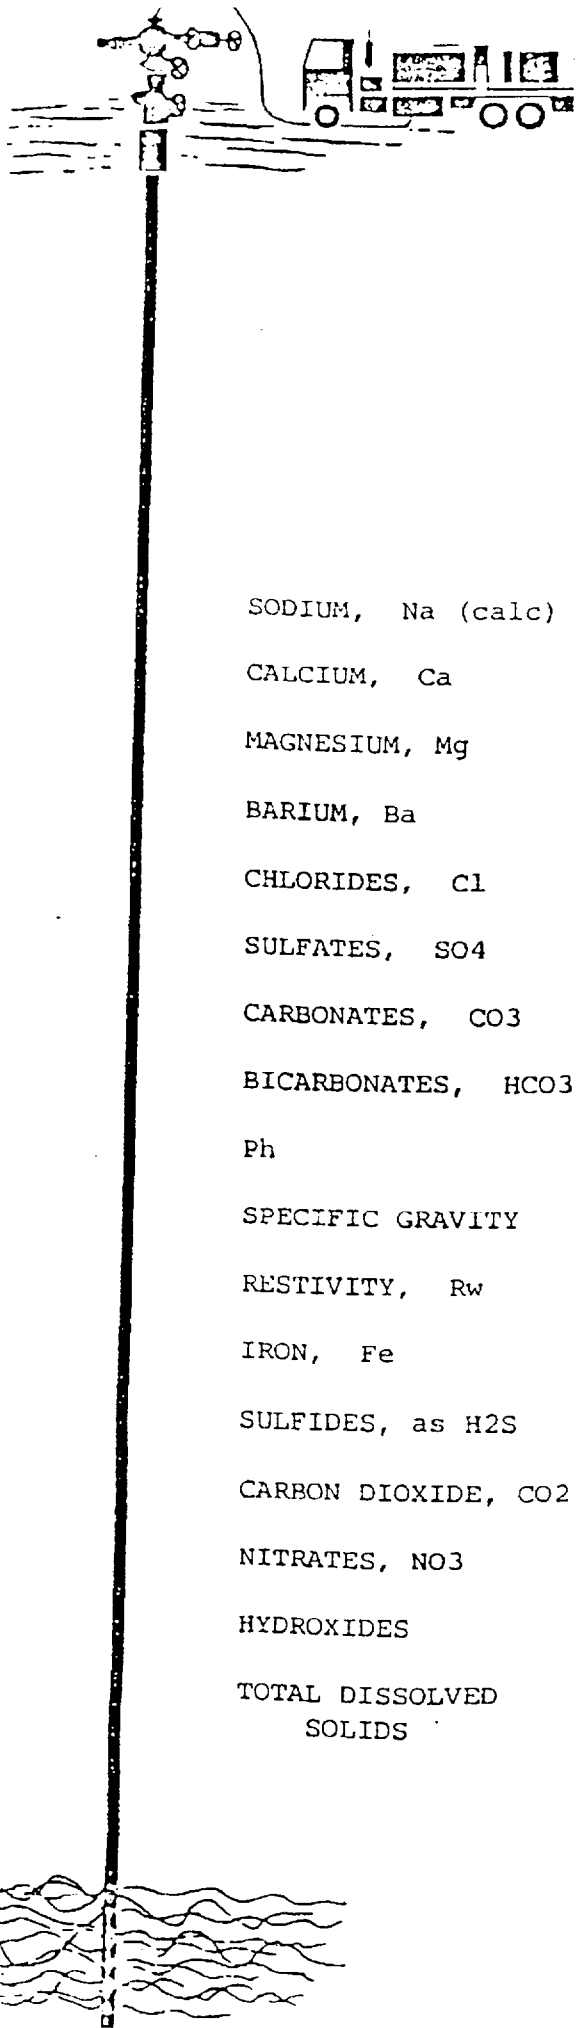 SODIUM, Na (calc)
CALCIUM, Ca
MAGNESIUM, Mg
BARIUM, Ba
CHLORIDES, Cl
SULFATES, SO4
CARBONATES, CO3
BICARBONATES, HCO3
Ph
SPECIFIC GRAVITY
RESTIVITY, Rw
IRON, Fe
SULFIDES, as H2S
CARBON DIOXIDE, CO2
NITRATES, NO3
HYDROXIDES
TOTAL DISSOLVED
SOLIDS